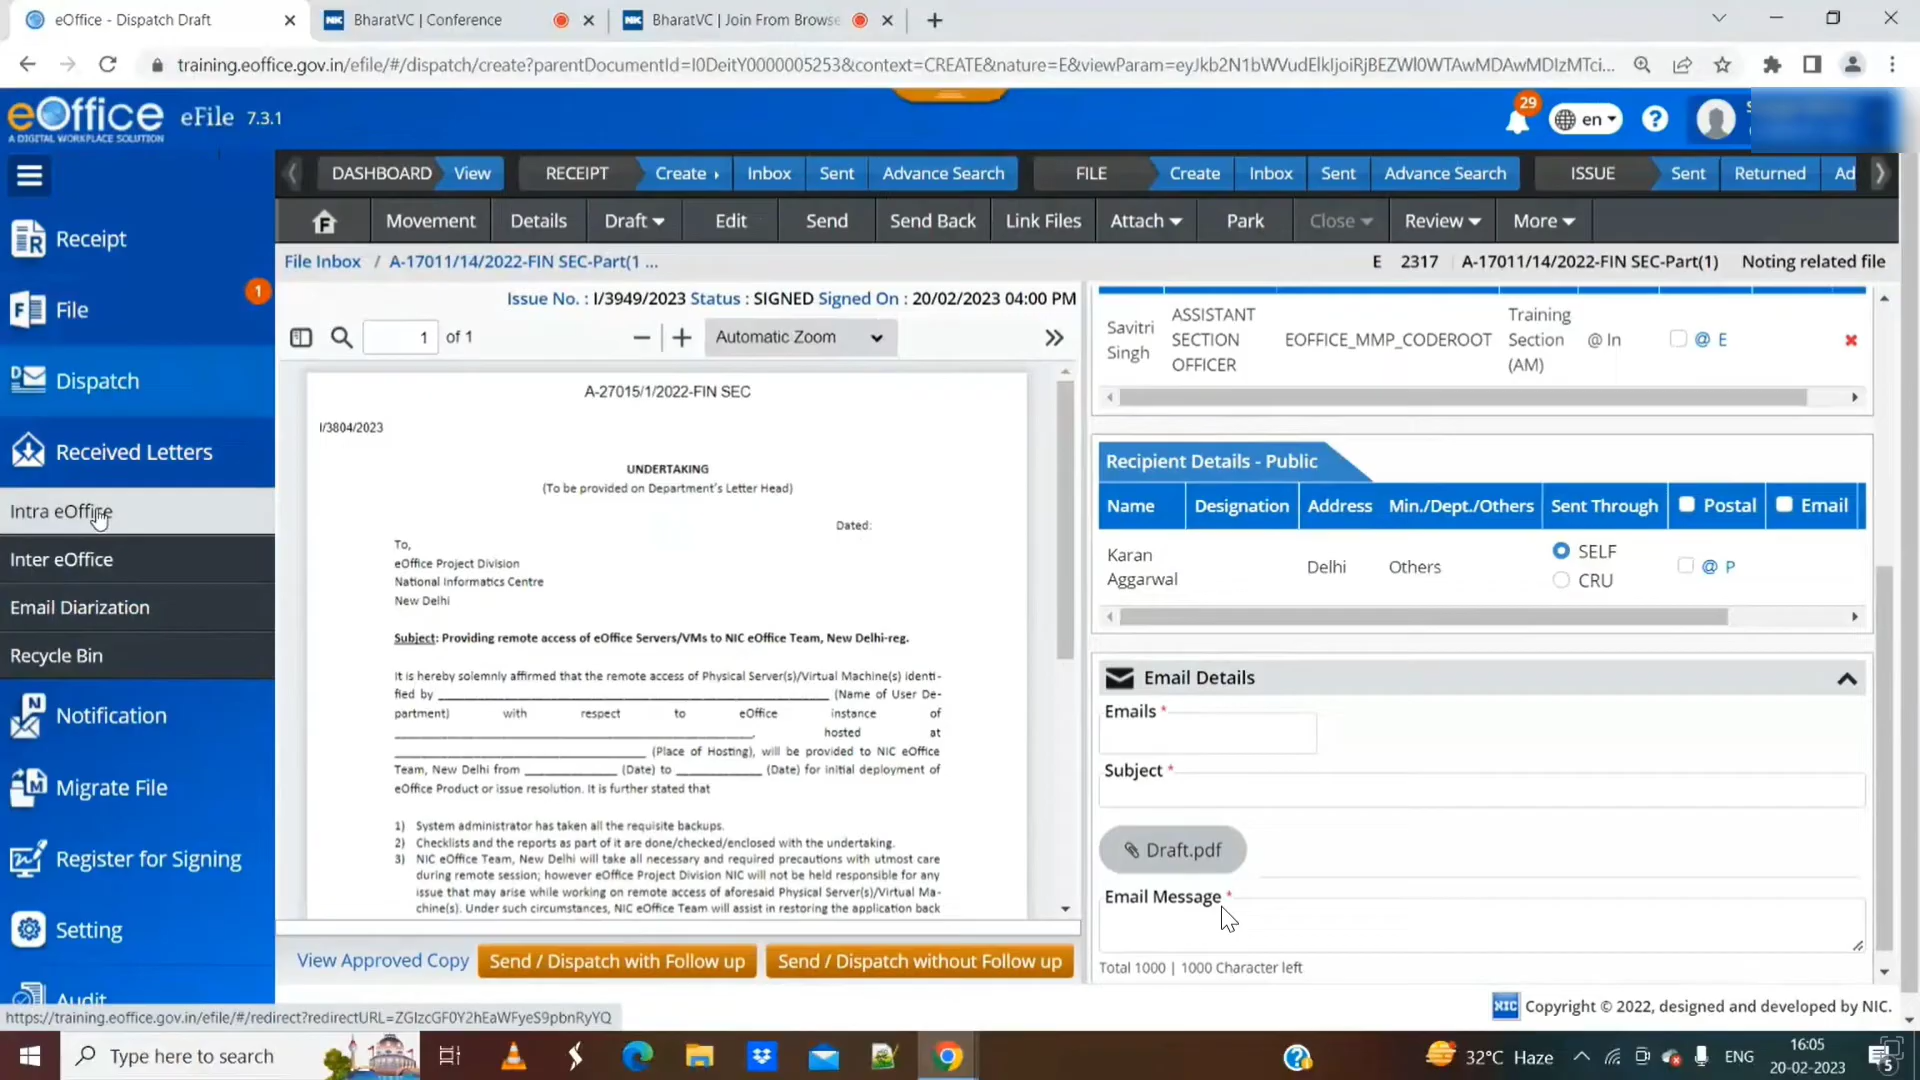 eOffice - Dispatch Draft
NIC BharatVC | Conference
NIC BharatVC | Join From Browse
training.eoffice.gov.in/efile/#/dispatch/create?parentDocumentId=I0DeitY0000005253&context=CREATE&nature=E&viewParam=eyJkb2N1bWVudElkIjoiRjBEZWl0WTAwMDAwMDIzMTci...
eOffice eFile 7.3.1
A DIGITAL WORKPLACE SOLUTION
29
en
?
DASHBOARD View RECEIPT Create Inbox Sent Advance Search FILE Create Inbox Sent Advance Search ISSUE Sent Returned Ad
Movement Details Draft Edit Send Send Back Link Files Attach Park Close Review More
File Inbox / A-17011/14/2022-FIN SEC-Part(1 ...
E 2317 A-17011/14/2022-FIN SEC-Part(1) Noting related file
Receipt
File 1
Dispatch
Received Letters
Intra eOffice
Inter eOffice
Email Diarization
Recycle Bin
Notification
Migrate File
Register for Signing
Setting
Audit
Issue No. : I/3949/2023 Status : SIGNED Signed On : 20/02/2023 04:00 PM
1 of 1 Automatic Zoom
A-27015/1/2022-FIN SEC
I/3804/2023
UNDERTAKING
(To be provided on Department's Letter Head)
Dated:
To,
eOffice Project Division
National Informatics Centre
New Delhi
Subject: Providing remote access of eOffice Servers/VMs to NIC eOffice Team, New Delhi-reg.
It is hereby solemnly affirmed that the remote access of Physical Server(s)/Virtual Machine(s) identi-
fied by ______ (Name of User De-
partment) with respect to eOffice instance of
______, hosted at
______ (Place of Hosting), will be provided to NIC eOffice
Team, New Delhi from ______ (Date) to ______ (Date) for initial deployment of
eOffice Product or issue resolution. It is further stated that
1) System administrator has taken all the requisite backups.
2) Checklists and the reports as part of it are done/checked/enclosed with the undertaking.
3) NIC eOffice Team, New Delhi will take all necessary and required precautions with utmost care
during remote session; however eOffice Project Division NIC will not be held responsible for any
issue that may arise while working on remote access of aforesaid Physical Server(s)/Virtual Ma-
chine(s). Under such circumstances, NIC eOffice Team will assist in restoring the application back
View Approved Copy Send / Dispatch with Follow up Send / Dispatch without Follow up
Savitri Singh ASSISTANT SECTION OFFICER EOFFICE_MMP_CODEROOT Training Section (AM) @ In @ E
Recipient Details - Public
Name Designation Address Min./Dept./Others Sent Through Postal Email
Karan Aggarwal Delhi Others SELF CRU @ P
Email Details
Emails *
Subject *
Draft.pdf
Email Message *
Total 1000 | 1000 Character left
NIC Copyright © 2022, designed and developed by NIC.
https://training.eoffice.gov.in/efile/#/redirect?redirectURL=ZGlzcGF0Y2hEaWFyeS9pbnRyYQ
Type here to search
32°C Haze
ENG
16:05
20-02-2023
5